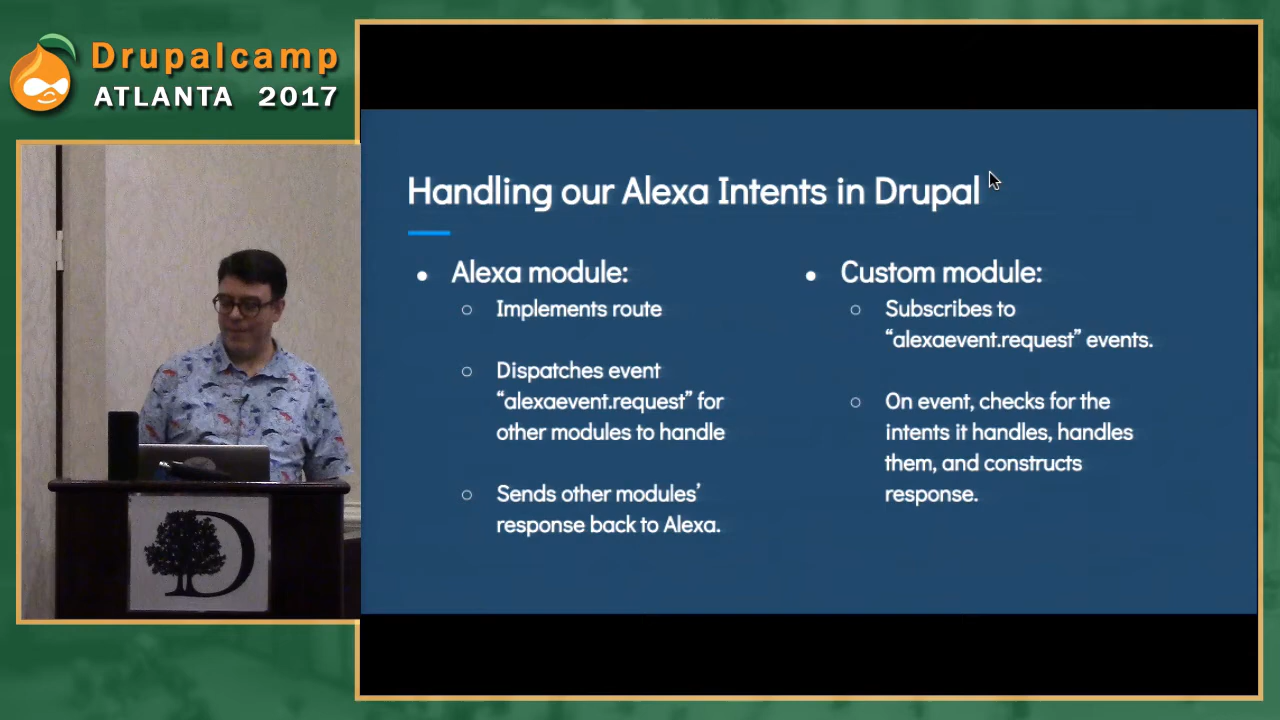 Drupalcamp
ATLANTA 2017
Handling our Alexa Intents in Drupal
● Alexa module:
○ Implements route
○ Dispatches event
“alexaevent.request” for
other modules to handle
○ Sends other modules’
response back to Alexa.
● Custom module:
○ Subscribes to
“alexaevent.request” events.
○ On event, checks for the
intents it handles, handles
them, and constructs
response.
D